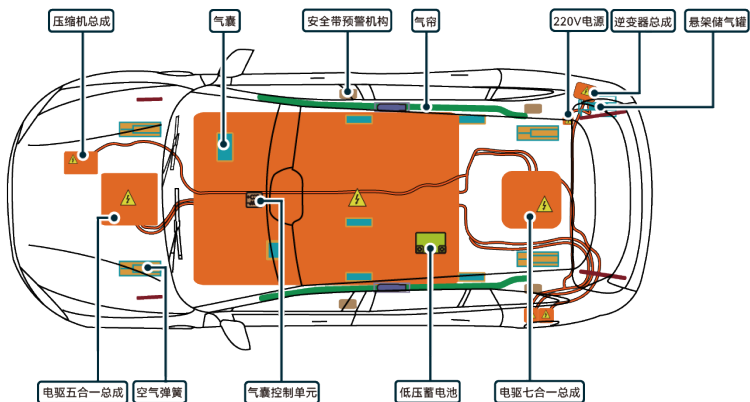 压缩机总成
气囊
安全带预警机构
气帘
220V电源
逆变器总成
悬架储气罐
电驱五合一总成
空气弹簧
气囊控制单元
低压蓄电池
电驱七合一总成